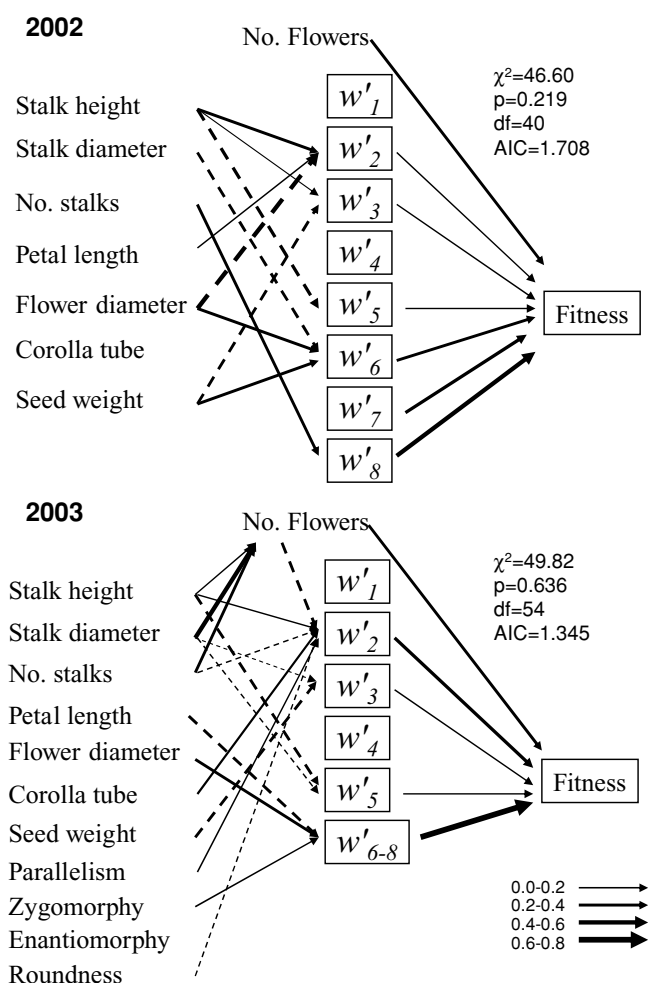 2002
No. Flowers
χ²=46.60
p=0.219
df=40
AIC=1.708
Stalk height
Stalk diameter
No. stalks
Petal length
Flower diameter
Corolla tube
Seed weight
w'₁
w'₂
w'₃
w'₄
w'₅
w'₆
w'₇
w'₈
Fitness
2003
No. Flowers
χ²=49.82
p=0.636
df=54
AIC=1.345
Stalk height
Stalk diameter
No. stalks
Petal length
Flower diameter
Corolla tube
Seed weight
Parallelism
Zygomorphy
Enantiomorphy
Roundness
w'₁
w'₂
w'₃
w'₄
w'₅
w'₆₋₈
Fitness
0.0-0.2
0.2-0.4
0.4-0.6
0.6-0.8